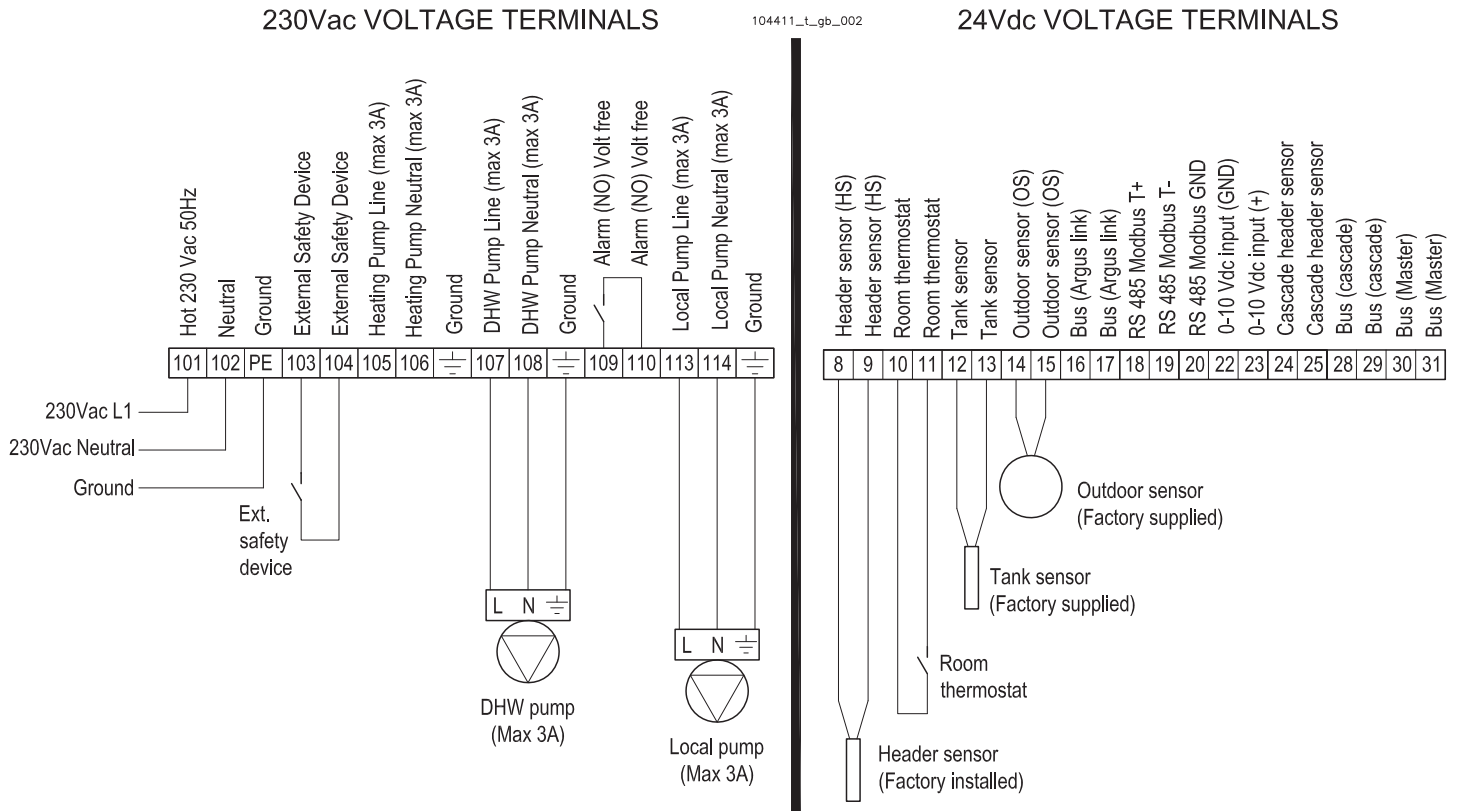 230Vac VOLTAGE TERMINALS
104411_t_gb_002
24Vdc VOLTAGE TERMINALS
Hot 230 Vac 50Hz
Neutral
Ground
External Safety Device
External Safety Device
Heating Pump Line (max 3A)
Heating Pump Neutral (max 3A)
Ground
DHW Pump Line (max 3A)
DHW Pump Neutral (max 3A)
Ground
Alarm (NO) Volt free
Alarm (NO) Volt free
Local Pump Line (max 3A)
Local Pump Neutral (max 3A)
Ground
101 102 PE 103 104 105 106 107 108 109 110 113 114
230Vac L1
230Vac Neutral
Ground
Ext.
safety
device
L N
DHW pump
(Max 3A)
L N
Local pump
(Max 3A)
Header sensor (HS)
Header sensor (HS)
Room thermostat
Room thermostat
Tank sensor
Tank sensor
Outdoor sensor (OS)
Outdoor sensor (OS)
Bus (Argus link)
Bus (Argus link)
RS 485 Modbus T+
RS 485 Modbus T-
RS 485 Modbus GND
0-10 Vdc input (GND)
0-10 Vdc input (+)
Cascade header sensor
Cascade header sensor
Bus (cascade)
Bus (cascade)
Bus (Master)
Bus (Master)
8 9 10 11 12 13 14 15 16 17 18 19 20 22 23 24 25 28 29 30 31
Outdoor sensor
(Factory supplied)
Tank sensor
(Factory supplied)
Room
thermostat
Header sensor
(Factory installed)